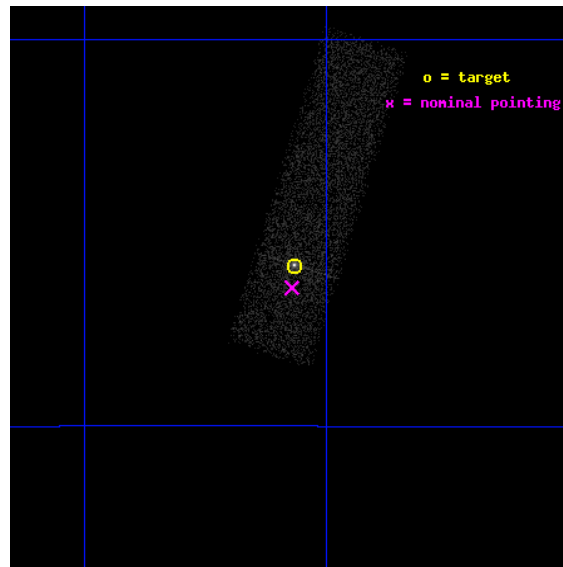 o = target
x = nominal pointing